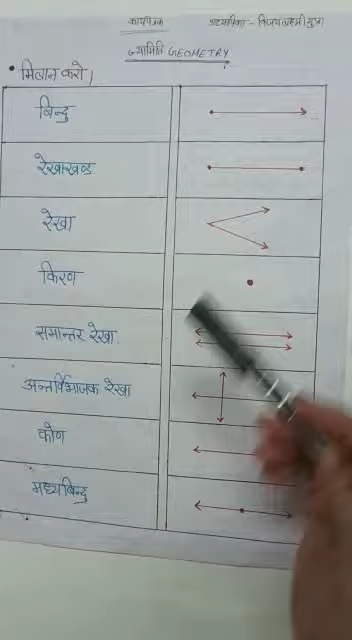 कार्यपत्रक
ज्यामिति GEOMETRY
• मिलान करो।
बिन्दु
रेखाखण्ड
रेखा
किरण
समान्तर रेखा
अन्तर्विभाजक रेखा
कोण
मध्यबिन्दु